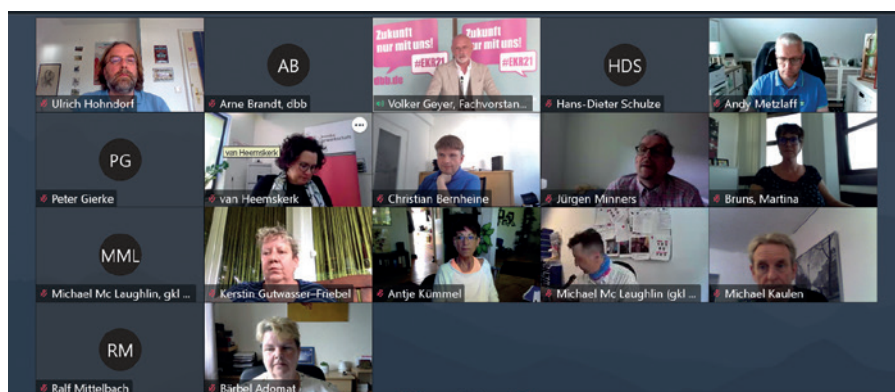 Ulrich Hohndorf
AB
Arne Brandt, dbb
Zukunft
nur mit uns!
#EKB21
dbb.de
Zukunft
nur mit uns!
#EKB21
Volker Geyer, Fachvorstan...
HDS
Hans-Dieter Schulze
Andy Metzlaff
PG
Peter Gierke
van Heemskerk
van Heemskerk
Christian Bernheine
Jürgen Minners
Bruns, Martina
MML
Michael Mc Laughlin, gkl ...
Kerstin Gutwasser-Friebel
Antje Kümmel
Michael Mc Laughlin (gkl ...
Michael Kaulen
RM
Ralf Mittelbach
Bärbel Adomat